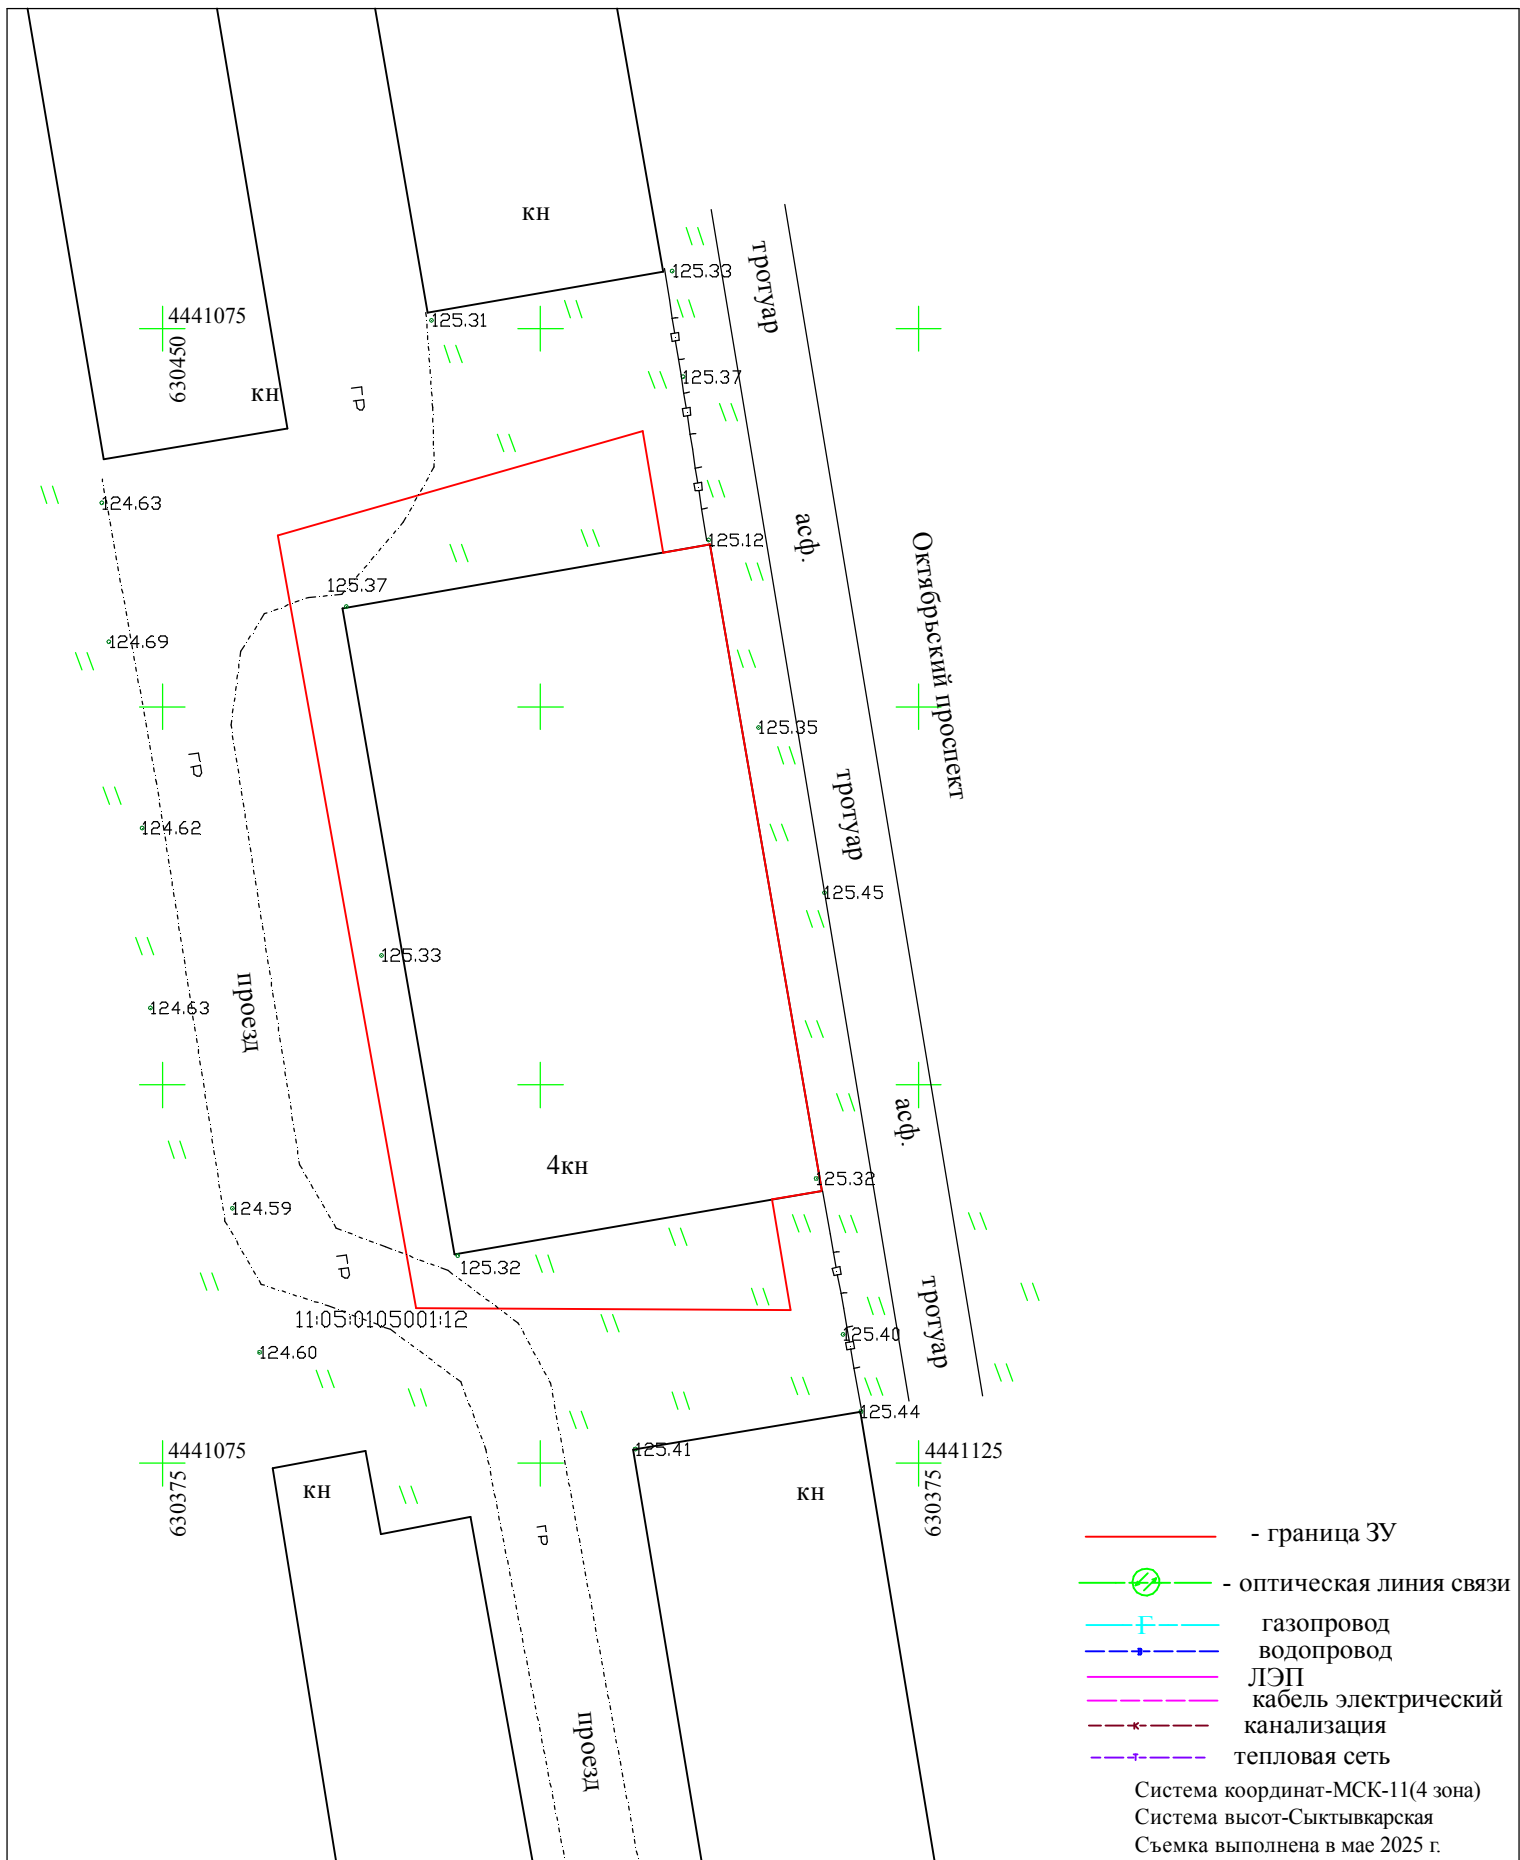 кн
тротуар
125.33
4441075
630450
125.31
125.37
кн
ГР
124.63
асф.
125.12
Октябрьский проспект
125.37
124.69
125.35
ГР
тротуар
124.62
125.45
125.33
проезд
124.63
асф.
4кн
125.32
124.59
125.32
ГР
тротуар
11:05:0105001:12
125.40
124.60
125.44
4441075
630375
125.41
4441125
630375
кн
кн
ГР
проезд
- граница ЗУ
- оптическая линия связи
Г
газопровод
в
водопровод
ЛЭП
кабель электрический
к
канализация
т
тепловая сеть
Система координат-МСК-11(4 зона)
Система высот-Сыктывкарская
Съемка выполнена в мае 2025 г.